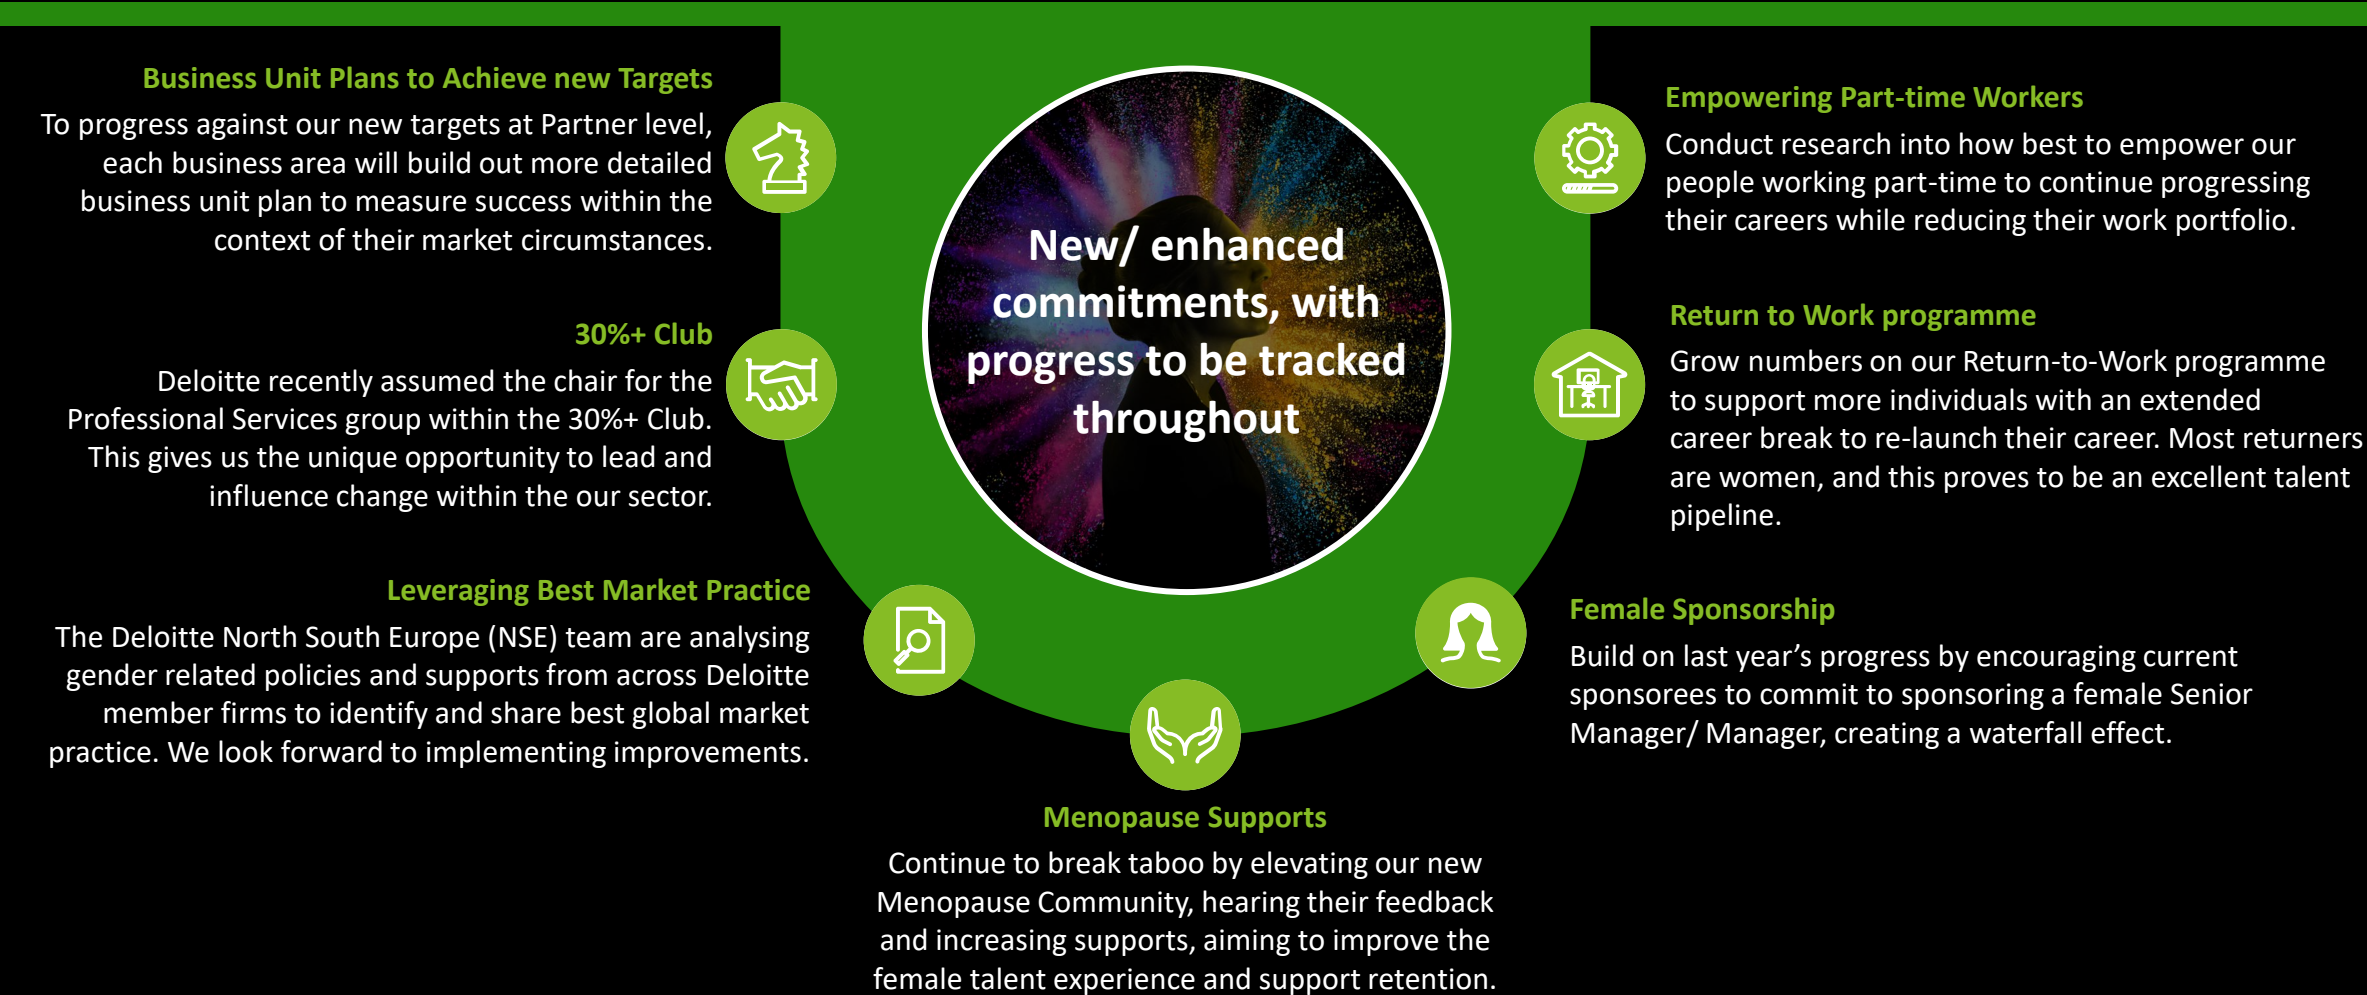 Business Unit Plans to Achieve new Targets
To progress against our new targets at Partner level,
each business area will build out more detailed
business unit plan to measure success within the
context of their market circumstances.
30%+ Club
Deloitte recently assumed the chair for the
Professional Services group within the 30%+ Club.
This gives us the unique opportunity to lead and
influence change within the our sector.
Leveraging Best Market Practice
The Deloitte North South Europe (NSE) team are analysing
gender related policies and supports from across Deloitte
member firms to identify and share best global market
practice. We look forward to implementing improvements.
New/ enhanced
commitments, with
progress to be tracked
throughout
Menopause Supports
Continue to break taboo by elevating our new
Menopause Community, hearing their feedback
and increasing supports, aiming to improve the
female talent experience and support retention.
Empowering Part-time Workers
Conduct research into how best to empower our
people working part-time to continue progressing
their careers while reducing their work portfolio.
Return to Work programme
Grow numbers on our Return-to-Work programme
to support more individuals with an extended
career break to re-launch their career. Most returners
are women, and this proves to be an excellent talent
pipeline.
Female Sponsorship
Build on last year’s progress by encouraging current
sponsorees to commit to sponsoring a female Senior
Manager/ Manager, creating a waterfall effect.